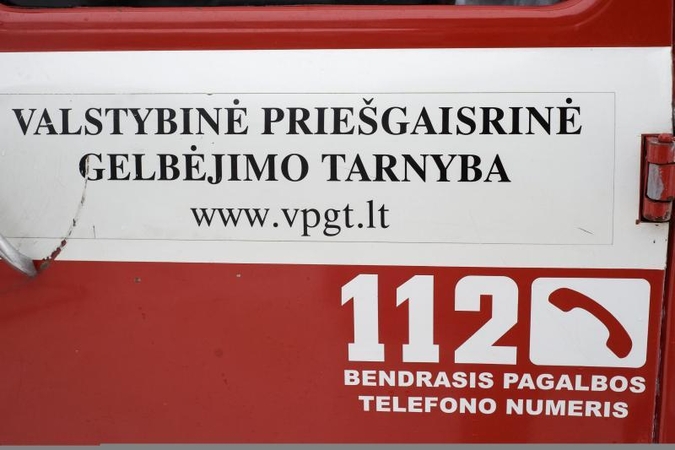 VALSTYBINĖ PRIEŠGAISRINĖ
GELBĖJIMO TARNYBA
www.vpgt.lt
112
BENDRASIS PAGALBOS
TELEFONO NUMERIS